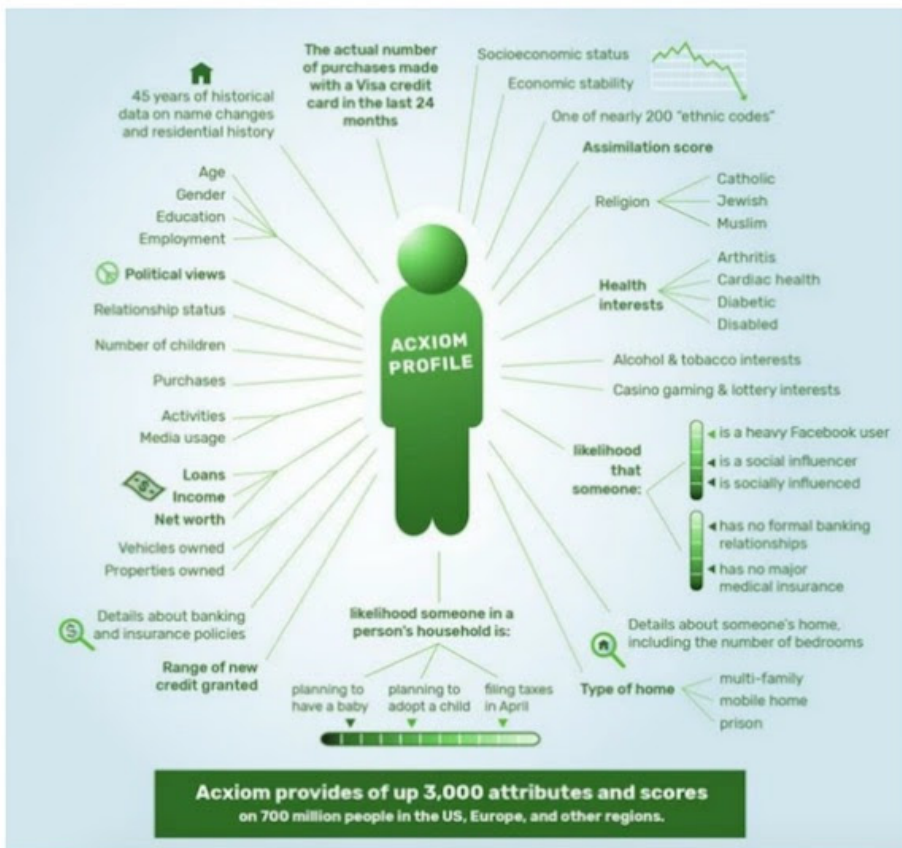 The actual number
of purchases made
with a Visa credit
card in the last 24
months
45 years of historical
data on name changes
and residential history
Age
Gender
Education
Employment
Political views
Relationship status
Number of children
Purchases
Activities
Media usage
Loans
Income
Net worth
Vehicles owned
Properties owned
Details about banking
and insurance policies
Range of new
credit granted
ACXIOM
PROFILE
Socioeconomic status
Economic stability
One of nearly 200 "ethnic codes"
Assimilation score
Religion
Catholic
Jewish
Muslim
Health
interests
Arthritis
Cardiac health
Diabetic
Disabled
Alcohol & tobacco interests
Casino gaming & lottery interests
likelihood
that
someone:
is a heavy Facebook user
is a social influencer
is socially influenced
has no formal banking
relationships
has no major
medical insurance
Details about someone's home,
including the number of bedrooms
Type of home
multi-family
mobile home
prison
likelihood someone in a
person's household is:
planning to
have a baby
planning to
adopt a child
filing taxes
in April
Acxiom provides of up 3,000 attributes and scores
on 700 million people in the US, Europe, and other regions.